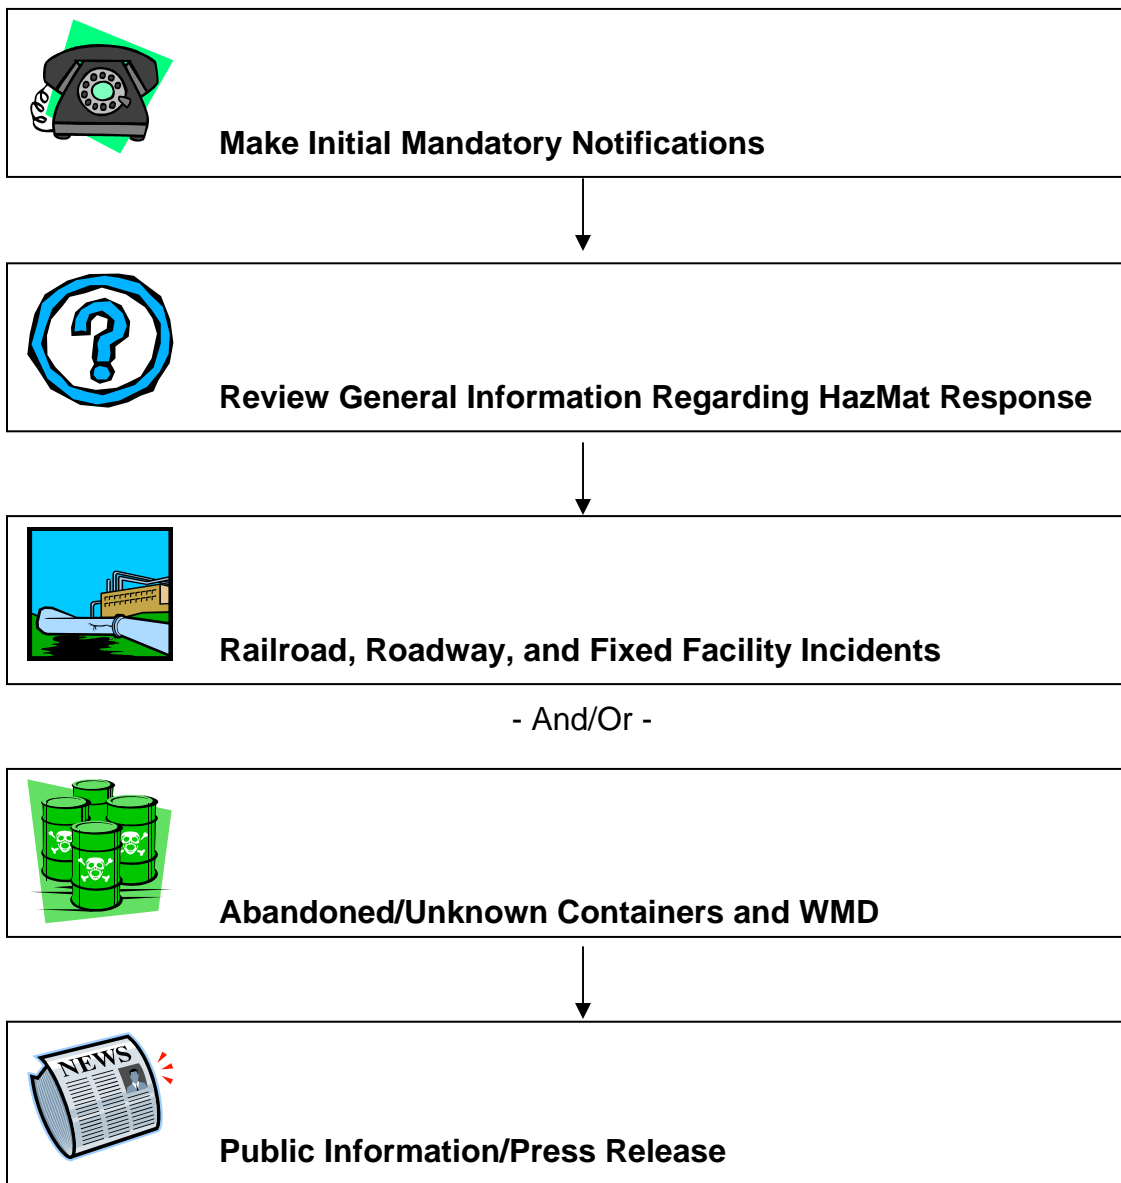 Make Initial Mandatory Notifications
?
Review General Information Regarding HazMat Response
Railroad, Roadway, and Fixed Facility Incidents
- And/Or -
Abandoned/Unknown Containers and WMD
NEWS
Public Information/Press Release